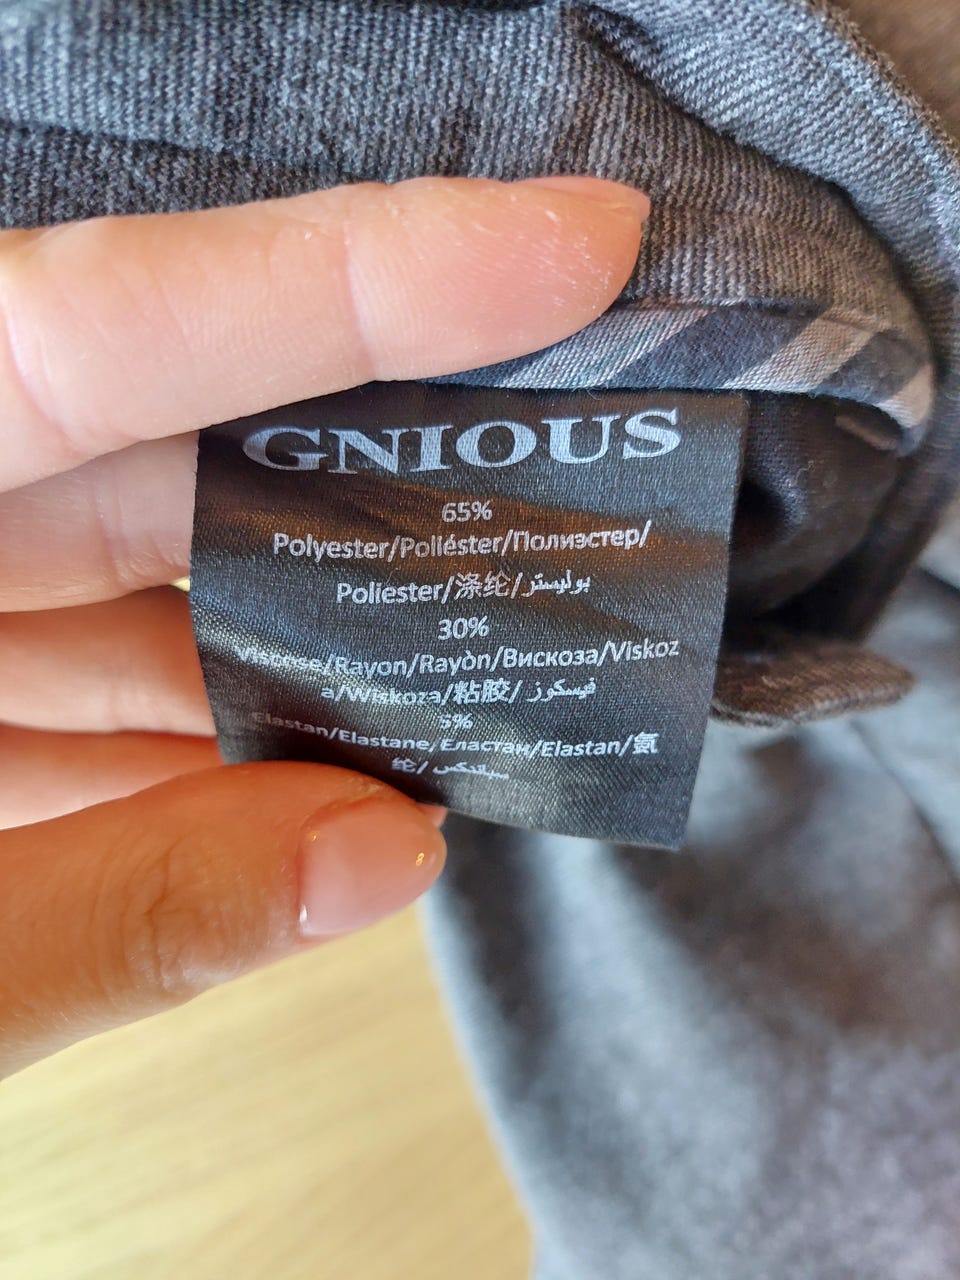 GNIOUS
65%
Polyester/Poliéster/Полиэстер/
Poliester/涤纶/بوليستر
30%
Viscose/Rayon/Rayòn/Вискоза/Viskoz
a/Wiskoza/粘胶/ فيسكوز
5%
Elastan/Elastane/Еластан/Elastan/氨
纶/ سباندكس